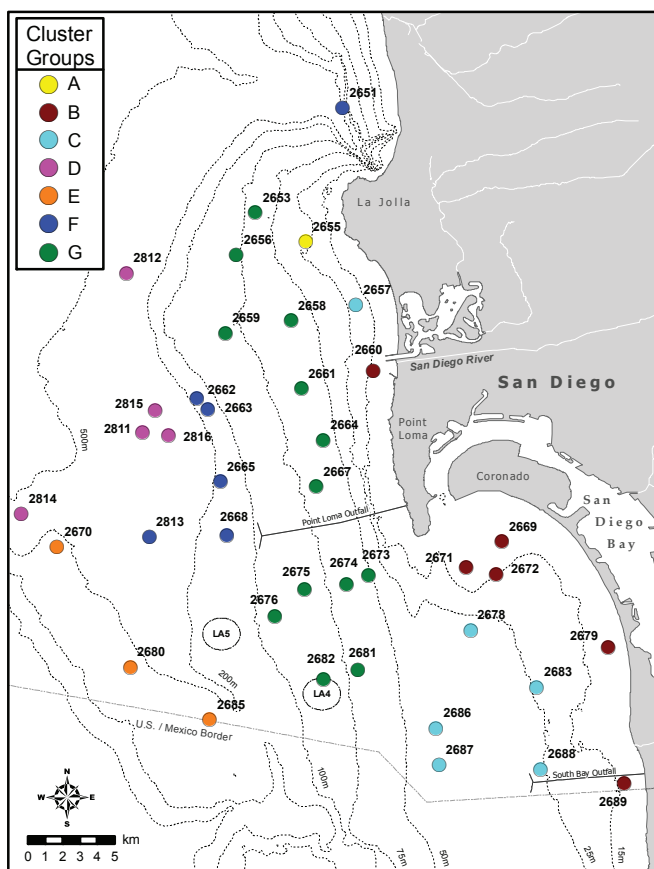 Cluster
Groups
A
B
C
D
E
F
G
2651
La Jolla
2653
2655
2656
2812
2657
2658
2659
2660
San Diego River
San Diego
2661
2662
2663
2815
2811
2816
Point
Loma
2664
500m
2665
2667
Coronado
San
Diego
Bay
2814
Point Loma Outfall
2670
2813
2668
2669
2671
2672
2673
2674
2675
2676
2678
2679
LA5
2680
2681
2682
2683
200m
LA4
2685
U.S. / Mexico Border
2686
2687
2688
South Bay Outfall
2689
100m
75m
50m
25m
15m
N
W
E
S
0 1 2 3 4 5
km